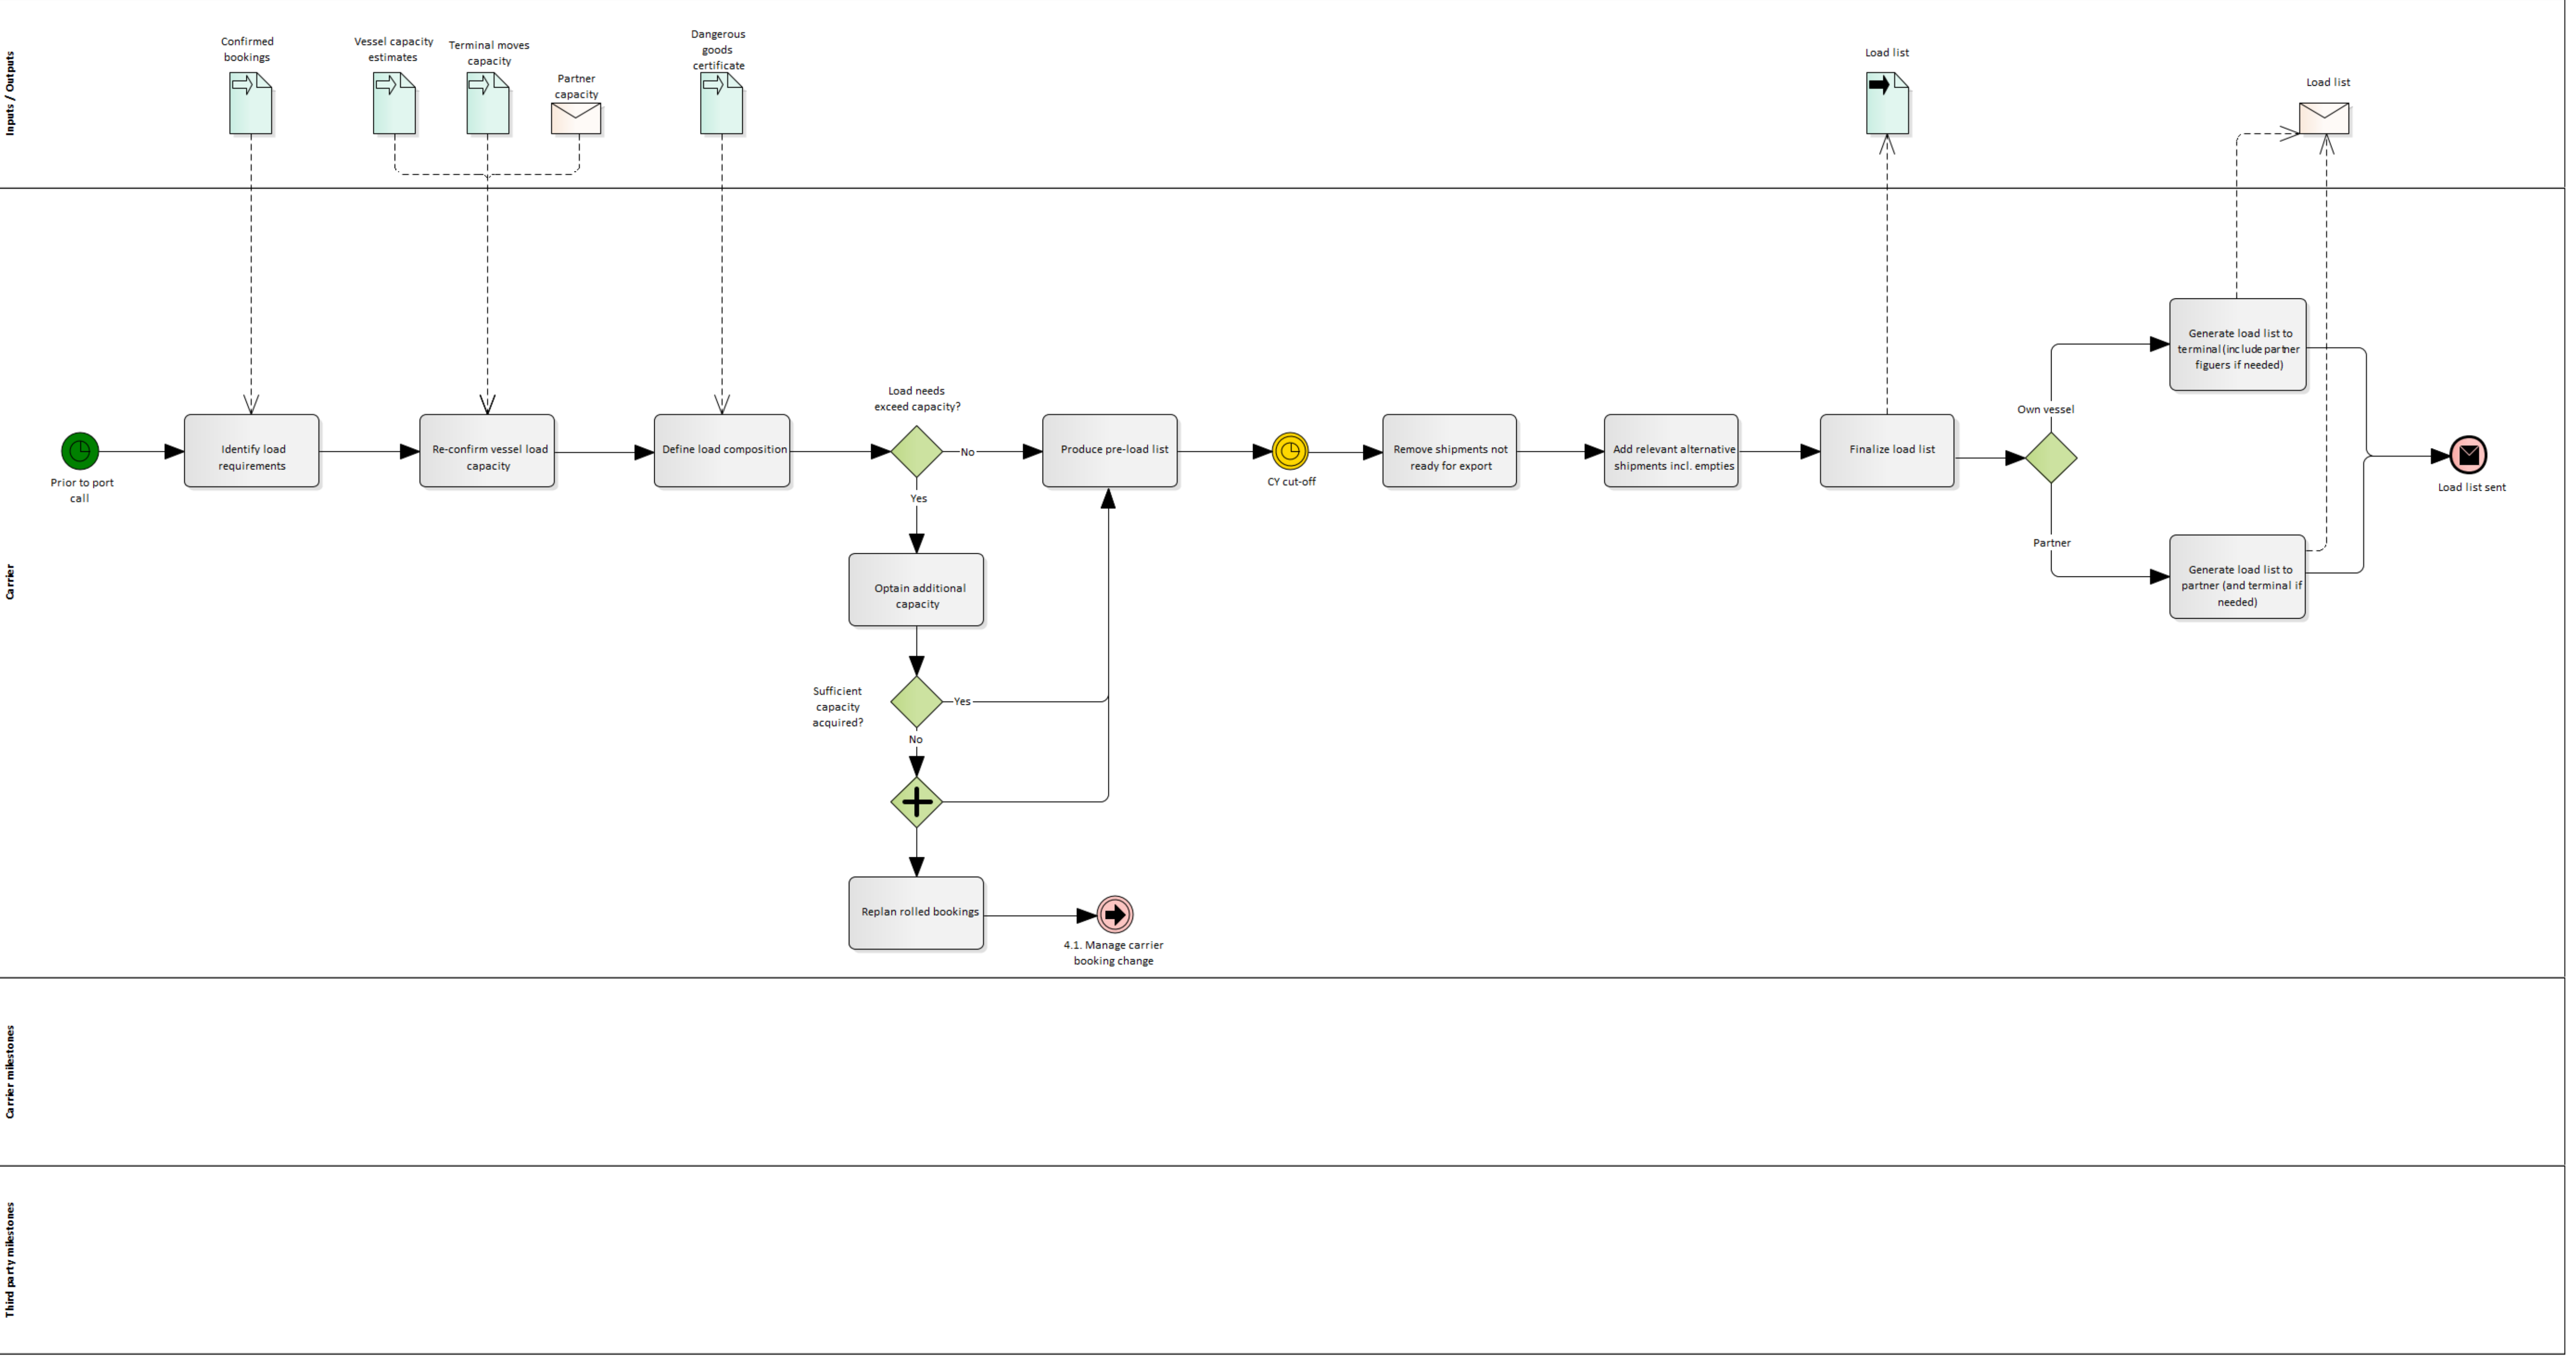 Inputs / Outputs
Confirmed
bookings
Vessel capacity
estimates
Terminal moves
capacity
Partner
capacity
Dangerous
goods
certificate
Load list
Load list
Carrier
Prior to port
call
Identify load
requirements
Re-confirm vessel load
capacity
Define load composition
Load needs
exceed capacity?
No
Yes
Produce pre-load list
CY cut-off
Remove shipments not
ready for export
Add relevant alternative
shipments incl. empties
Finalize load list
Own vessel
Partner
Generate load list to
terminal (include partner
figuers if needed)
Generate load list to
partner (and terminal if
needed)
Load list sent
Optain additional
capacity
Sufficient
capacity
acquired?
Yes
No
Replan rolled bookings
4.1. Manage carrier
booking change
Carrier milestones
Third party milestones